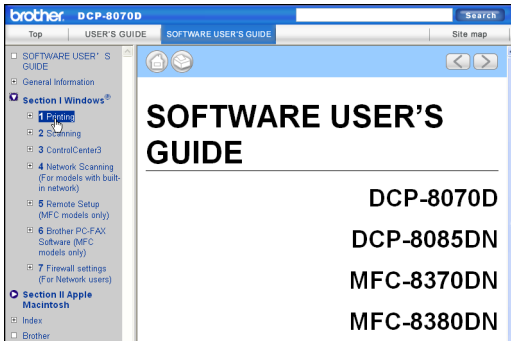 brother. DCP-8070D
Search
Top
USER'S GUIDE
SOFTWARE USER'S GUIDE
Site map
SOFTWARE USER' S
GUIDE
General Information
Section I Windows®
1 Printing
2 Scanning
3 ControlCenter3
4 Network Scanning
(For models with built-
in network)
5 Remote Setup
(MFC models only)
6 Brother PC-FAX
Software (MFC
models only)
7 Firewall settings
(For Network users)
Section II Apple
Macintosh
Index
Brother
SOFTWARE USER'S
GUIDE
DCP-8070D
DCP-8085DN
MFC-8370DN
MFC-8380DN